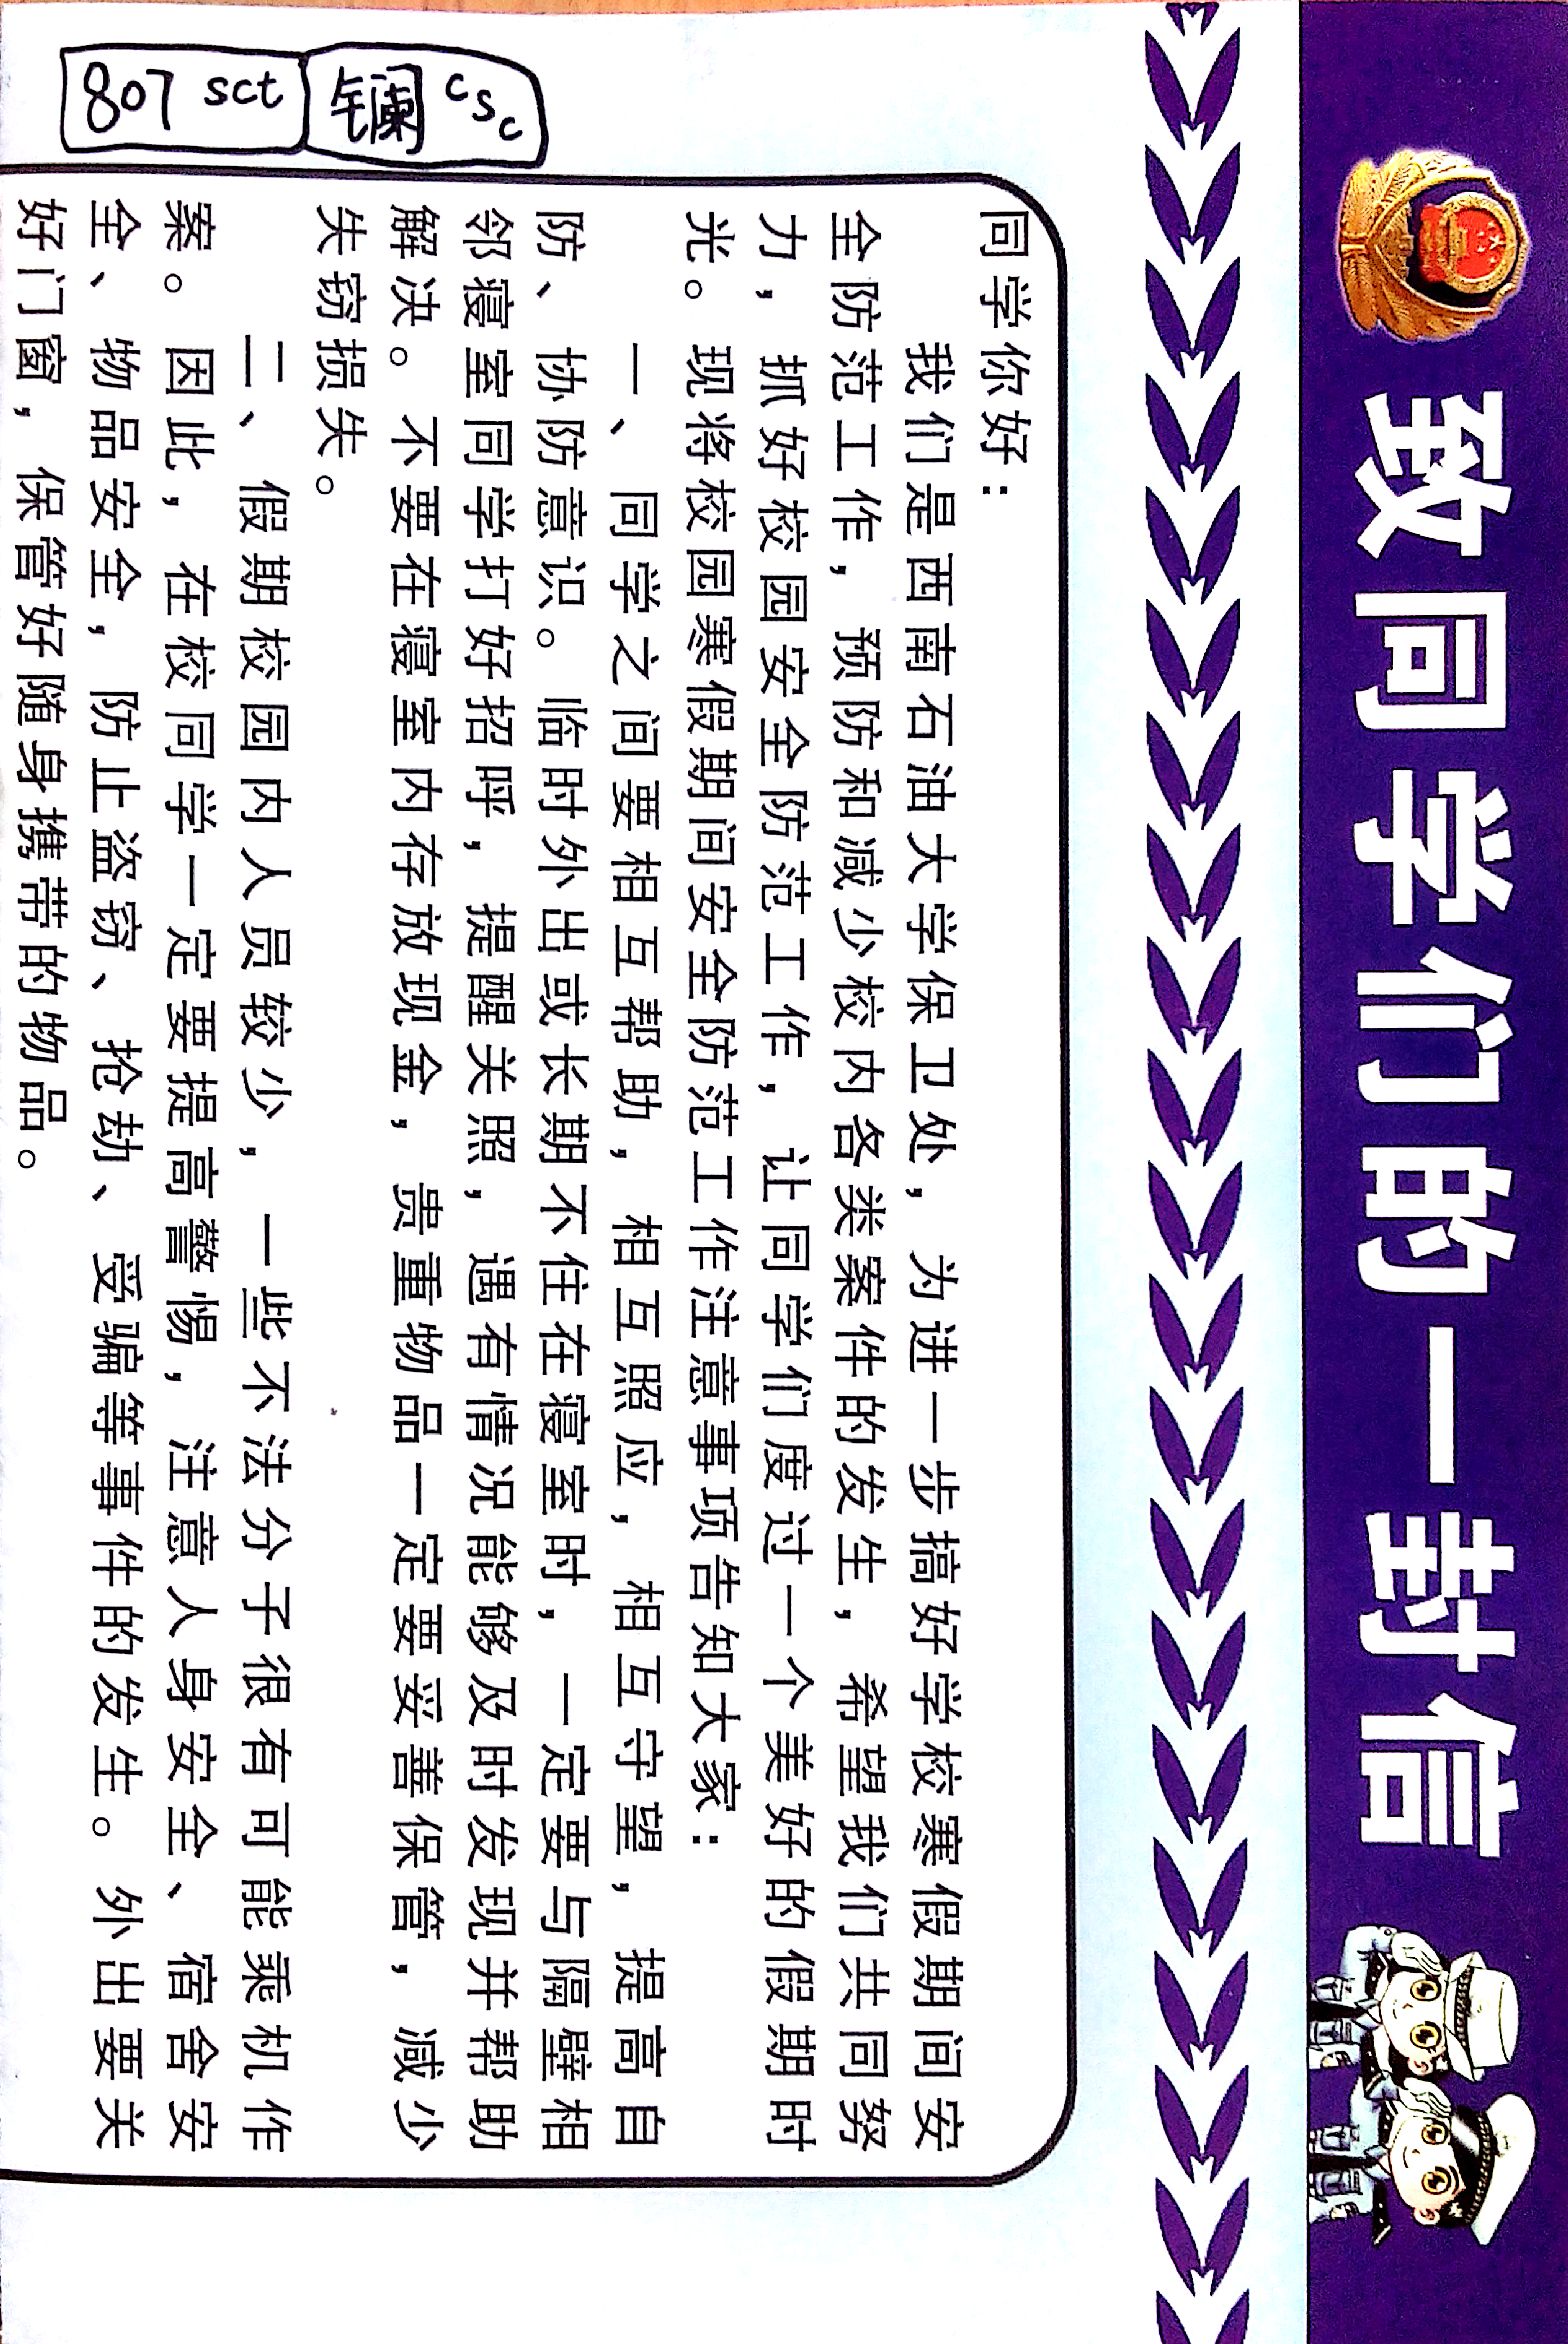 致同学们的一封信
同学你好：
我们是西南石油大学保卫处，为进一步搞好学校寒假期间安
全防范工作，预防和减少校内各类案件的发生，希望我们共同努
力，抓好校园安全防范工作，让同学们度过一个美好的假期时
光。现将校园寒假期间安全防范工作注意事项告知大家：
一、同学之间要相互帮助，相互照应，相互守望，提高自
防、协防意识。临时外出或长期不住在寝室时，一定要与隔壁相
邻寝室同学打好招呼，提醒关照，遇有情况能够及时发现并帮助
解决。不要在寝室内存放现金，贵重物品一定要妥善保管，减少
失窃损失。
二、假期校园内人员较少，一些不法分子很有可能乘机作
案。因此，在校同学一定要提高警惕，注意人身安全、宿舍安
全、物品安全，防止盗窃、抢劫、受骗等事件的发生。外出要关
好门窗，保管好随身携带的物品。
807 sct
镧 csc